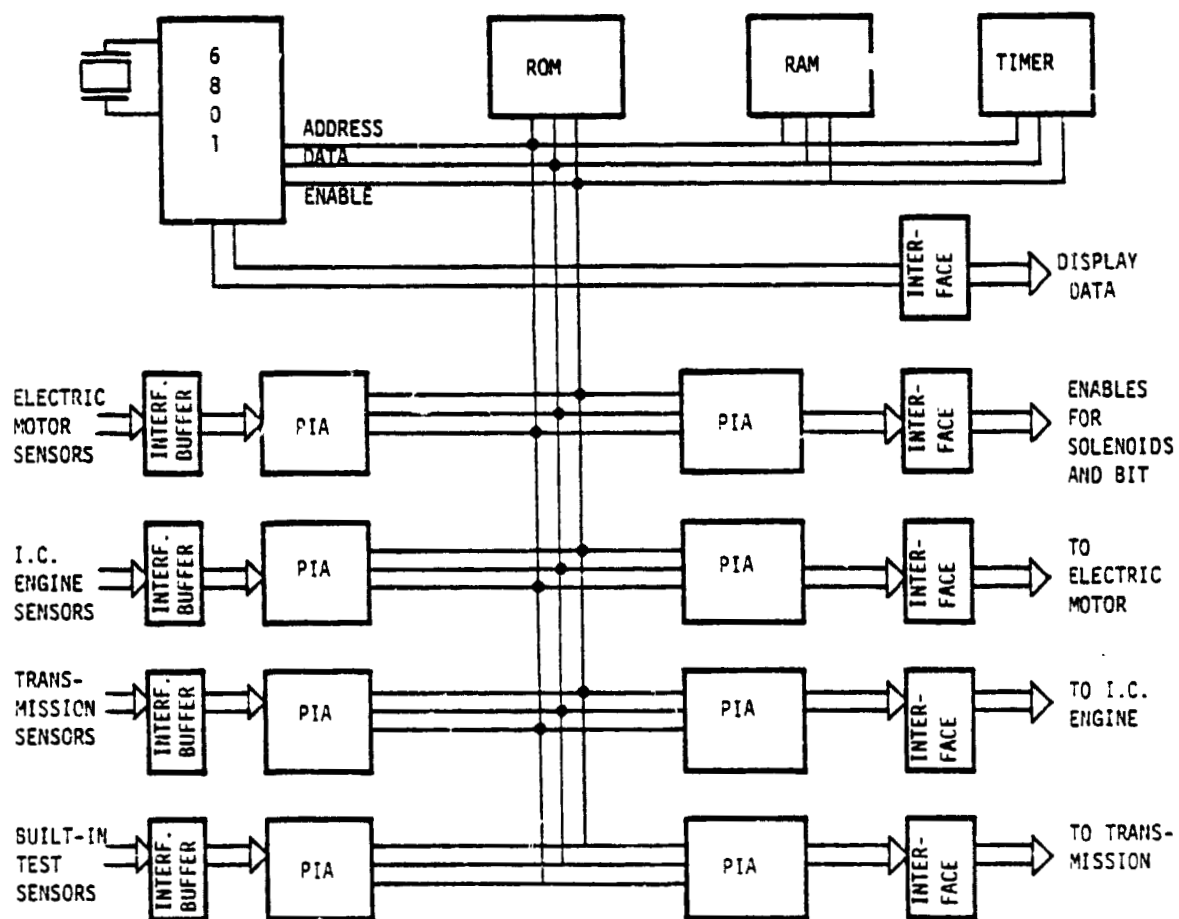 6
8
0
1
ROM
RAM
TIMER
ADDRESS
DATA
ENABLE
INTER-
FACE
DISPLAY
DATA
ELECTRIC
MOTOR
SENSORS
INTERF.
BUFFER
PIA
PIA
INTER-
FACE
ENABLES
FOR
SOLENOIDS
AND BIT
I.C.
ENGINE
SENSORS
INTERF.
BUFFER
PIA
PIA
INTER-
FACE
TO
ELECTRIC
MOTOR
TRANS-
MISSION
SENSORS
INTERF.
BUFFER
PIA
PIA
INTER-
FACE
TO I.C.
ENGINE
BUILT-IN
TEST
SENSORS
INTERF.
BUFFER
PIA
PIA
INTER-
FACE
TO TRANS-
MISSION